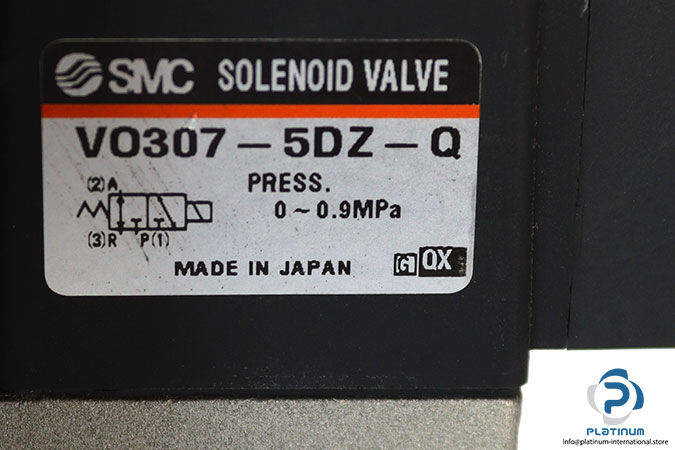 SMC SOLENOID VALVE
VO307-5DZ-Q
(2)A
PRESS.
0~0.9MPa
(3)R P(1)
MADE IN JAPAN [G] QX
PLATINUM
Info@platinum-international.store